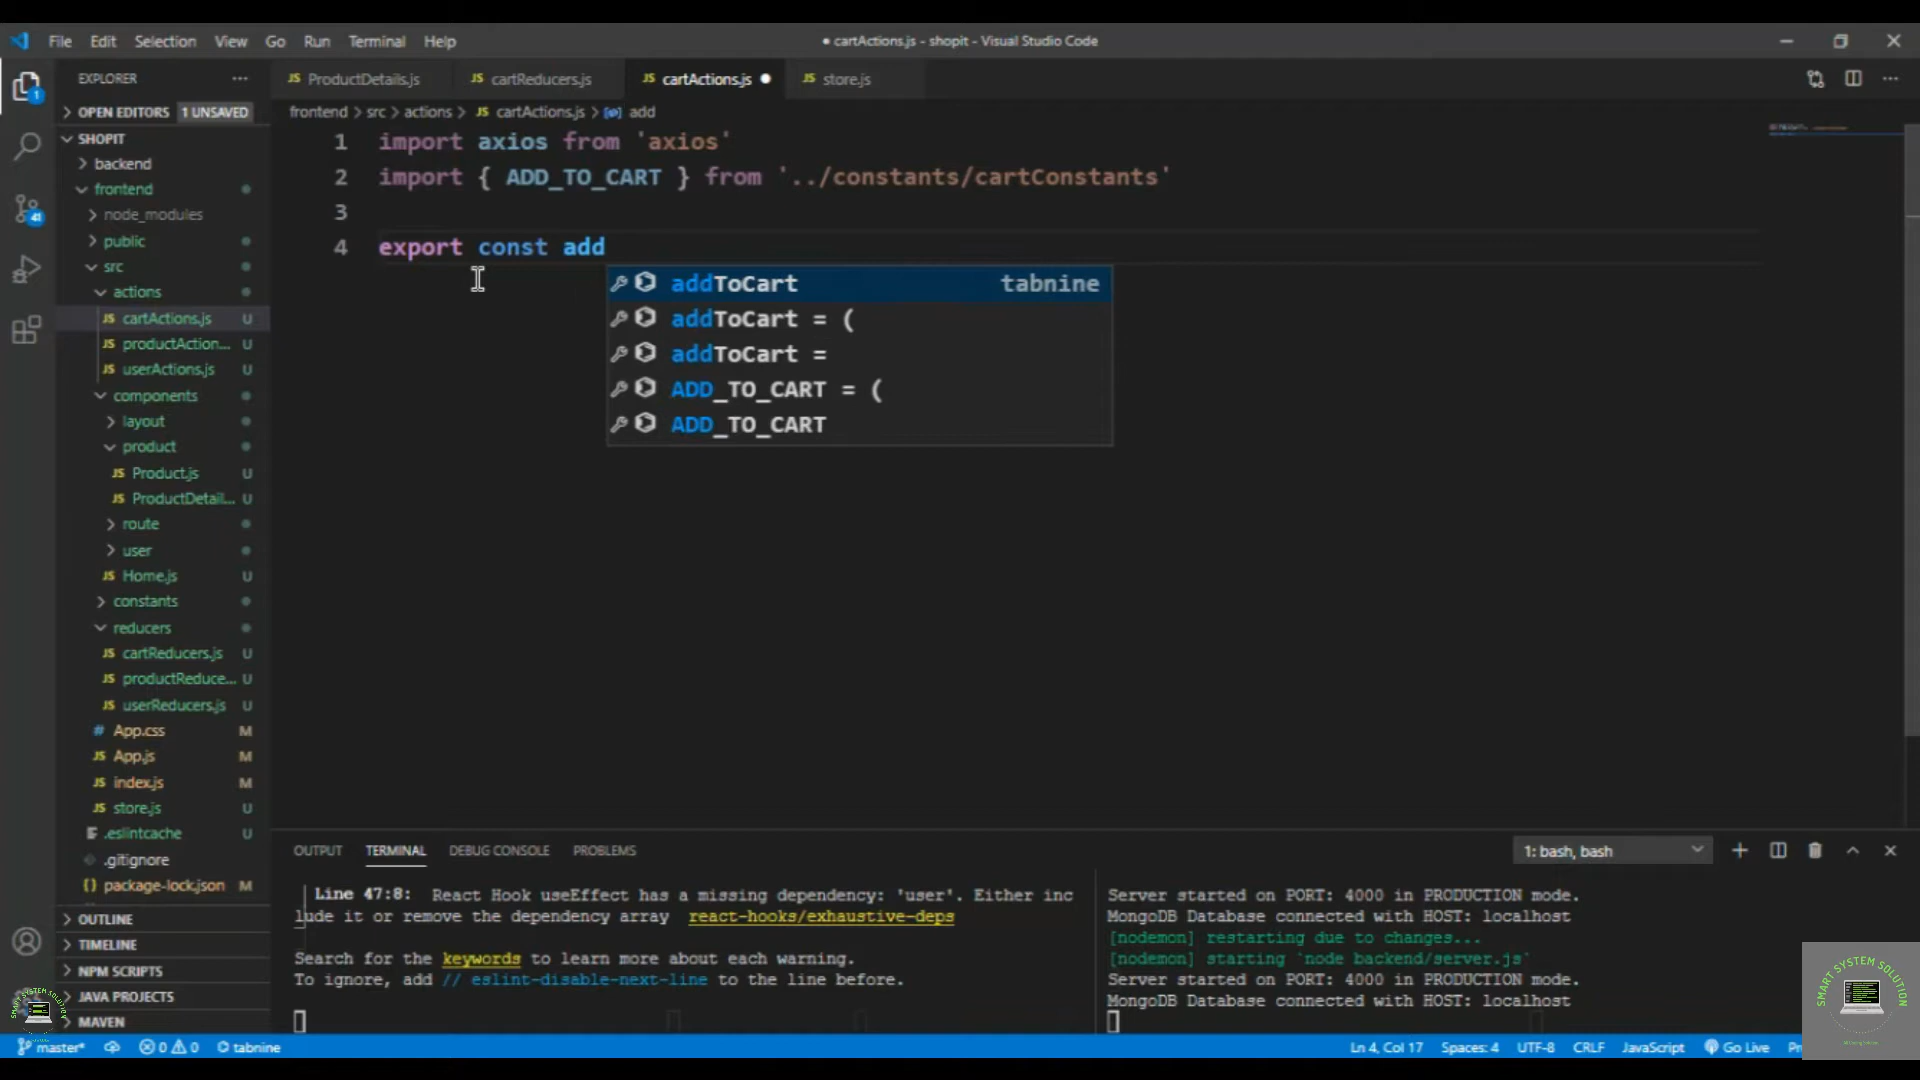 File Edit Selection View Go Run Terminal Help
● cartActions.js - shopit - Visual Studio Code
EXPLORER
JS ProductDetails.js
JS cartReducers.js
JS cartActions.js ●
JS store.js
OPEN EDITORS 1 UNSAVED
frontend > src > actions > JS cartActions.js > add
SHOPIT
backend
frontend
node_modules
public
src
actions
JS cartActions.js U
JS productAction... U
JS userActions.js U
components
layout
product
JS Product.js U
JS ProductDetail... U
route
user
JS Home.js U
constants
reducers
JS cartReducers.js U
JS productReduce... U
JS userReducers.js U
# App.css M
JS App.js M
JS index.js M
JS store.js U
.eslintcache U
.gitignore
{} package-lock.json M
OUTLINE
TIMELINE
NPM SCRIPTS
JAVA PROJECTS
MAVEN
1 import axios from 'axios'
2 import { ADD_TO_CART } from '../constants/cartConstants'
3
4 export const add
addToCart tabnine
addToCart = (
addToCart =
ADD_TO_CART = (
ADD_TO_CART
OUTPUT TERMINAL DEBUG CONSOLE PROBLEMS
1: bash, bash
Line 47:8: React Hook useEffect has a missing dependency: 'user'. Either inc
lude it or remove the dependency array react-hooks/exhaustive-deps
Search for the keywords to learn more about each warning.
To ignore, add // eslint-disable-next-line to the line before.
Server started on PORT: 4000 in PRODUCTION mode.
MongoDB Database connected with HOST: localhost
[nodemon] restarting due to changes...
[nodemon] starting `node backend/server.js`
Server started on PORT: 4000 in PRODUCTION mode.
MongoDB Database connected with HOST: localhost
SMART SYSTEM SOLUTION
master* 0 0 tabnine
Ln 4, Col 17 Spaces: 4 UTF-8 CRLF JavaScript Go Live